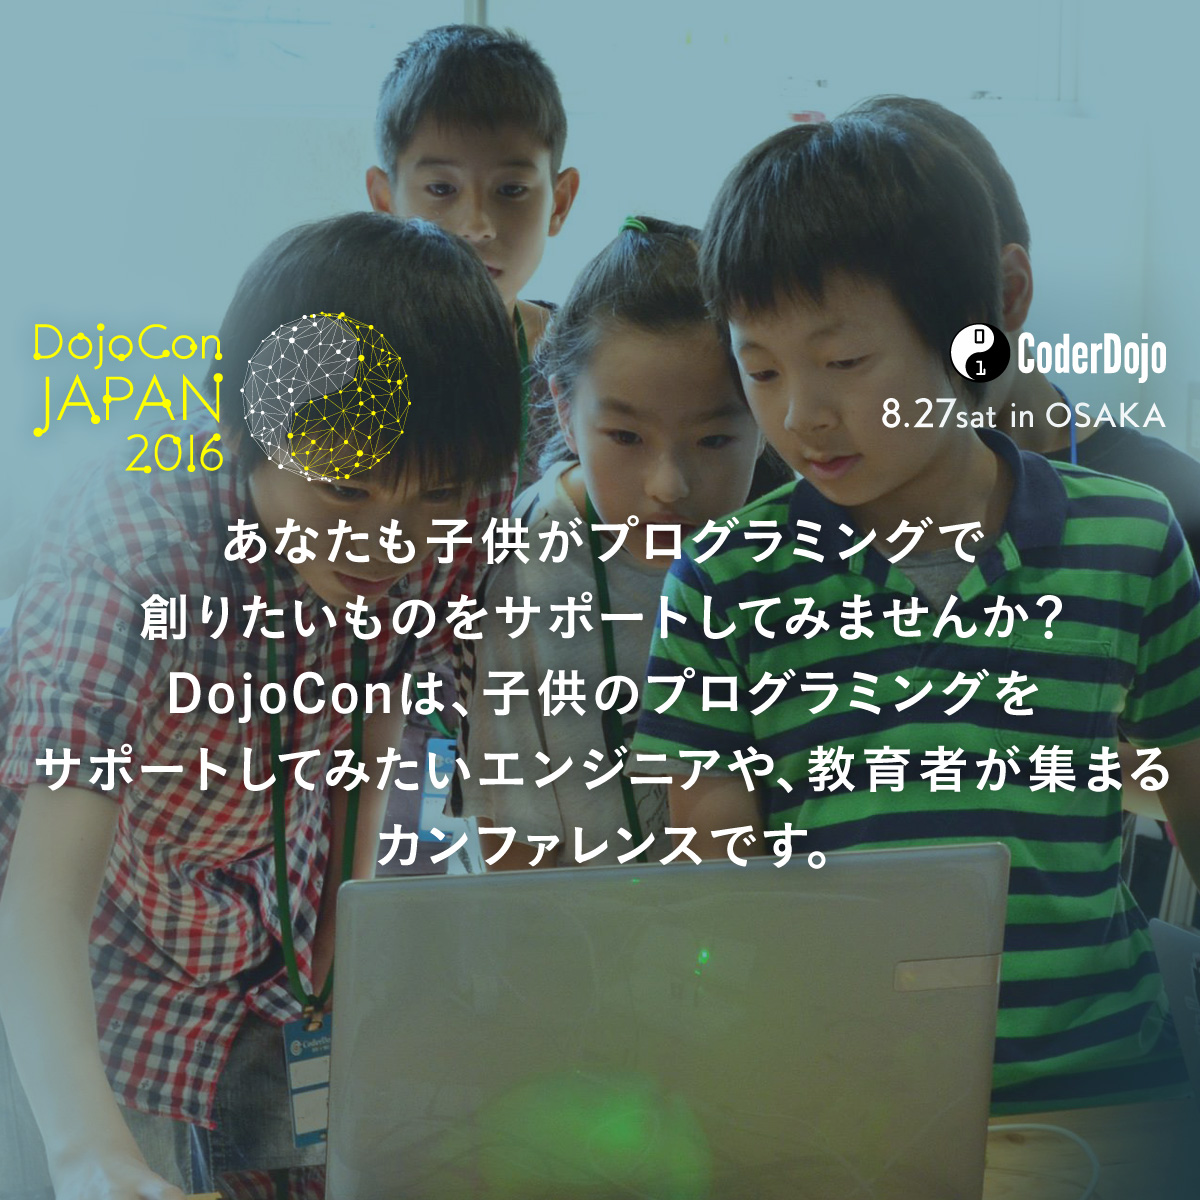 DojoCon
JAPAN
2016
0
1
CoderDojo
8.27sat in OSAKA
あなたも子供がプログラミングで
創りたいものをサポートしてみませんか？
DojoConは、子供のプログラミングを
サポートしてみたいエンジニアや、教育者が集まる
カンファレンスです。